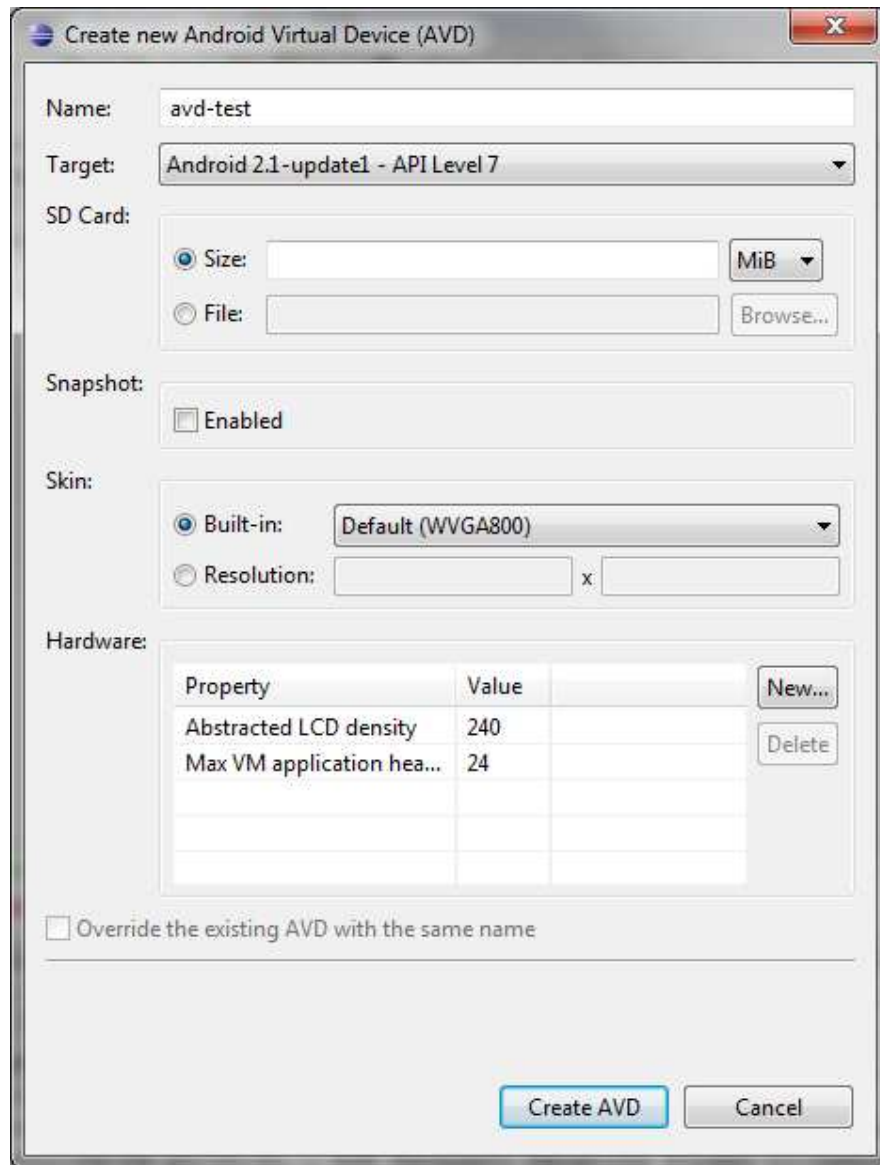 Create new Android Virtual Device (AVD)
Name: avd-test
Target: Android 2.1-update1 - API Level 7
SD Card:
Size: MiB
File: Browse...
Snapshot:
Enabled
Skin:
Built-in: Default (WVGA800)
Resolution: x
Hardware:
Property Value New...
Abstracted LCD density 240
Delete
Max VM application hea... 24
Override the existing AVD with the same name
Create AVD Cancel